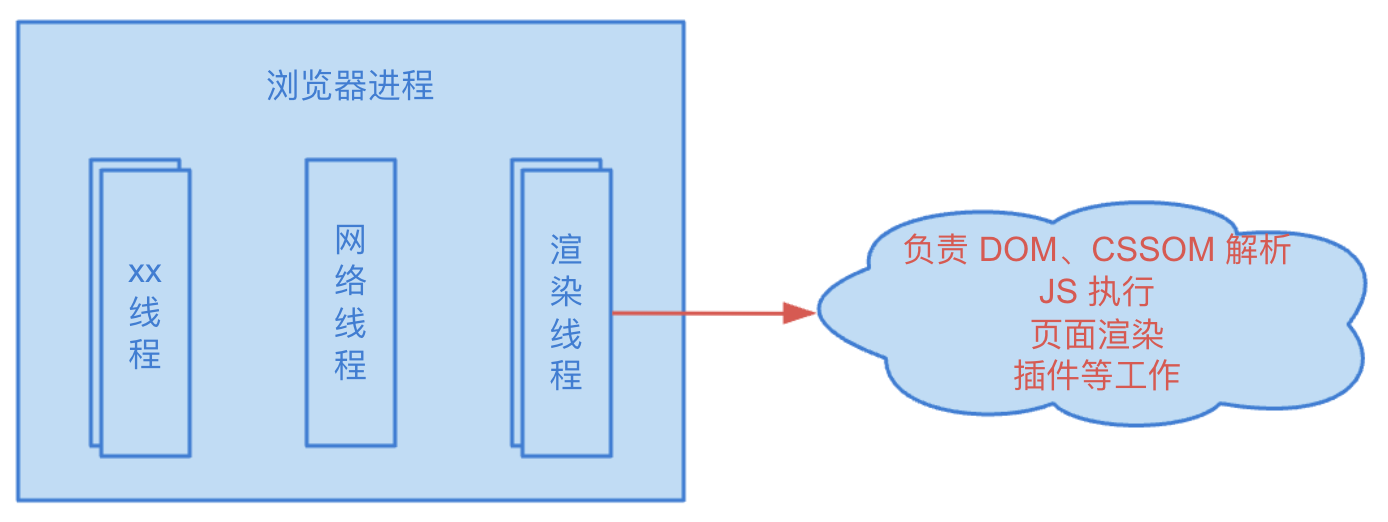 浏览器进程
xx
线
程
网
络
线
程
渲
染
线
程
负责 DOM、CSSOM 解析
JS 执行
页面渲染
插件等工作